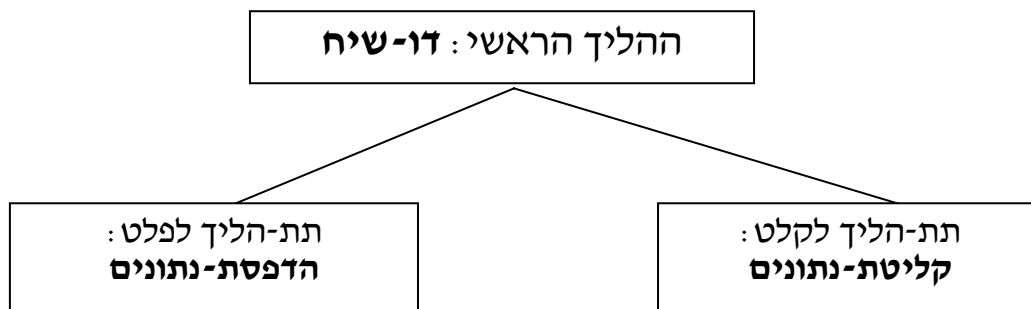 ההליך הראשי: דו-שיח
תת-הליך לקלט:
קליטת-נתונים
תת-הליך לפלט:
הדפסת-נתונים